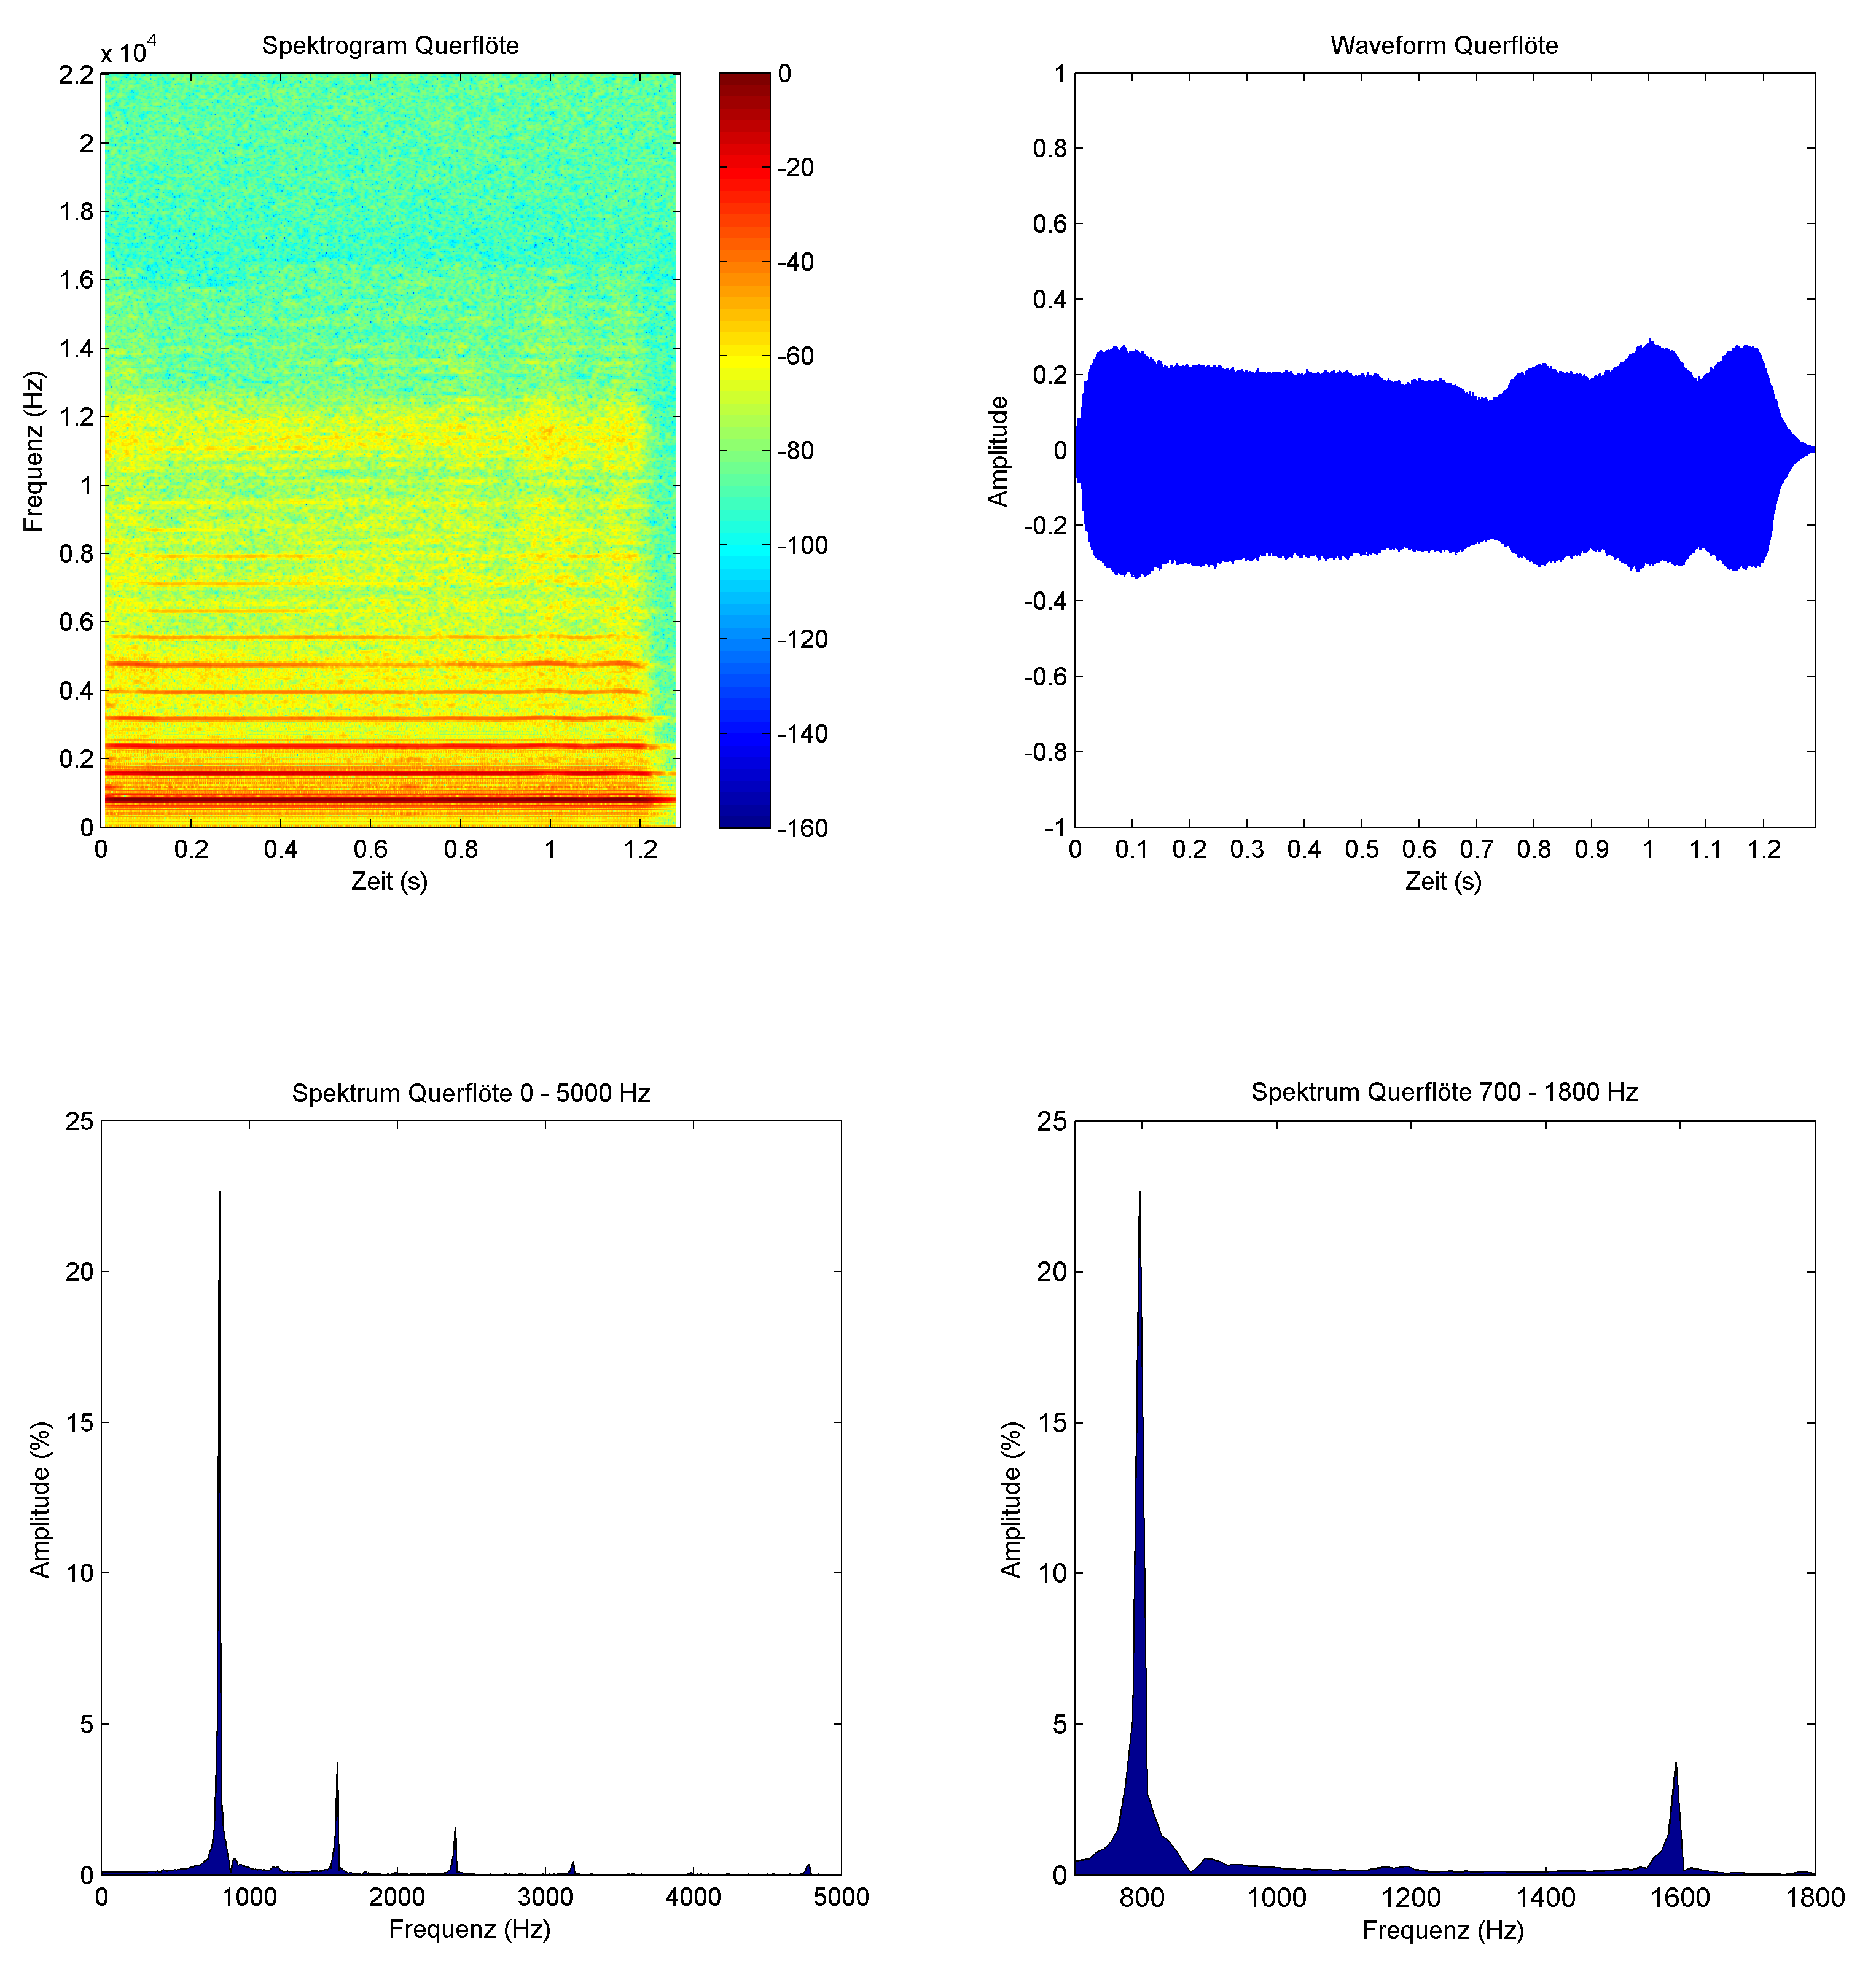 Spektrogram Querflöte
x 10^4
2.2
2
1.8
1.6
1.4
1.2
1
0.8
0.6
0.4
0.2
0
Frequenz (Hz)
0 0.2 0.4 0.6 0.8 1 1.2
Zeit (s)
0
-20
-40
-60
-80
-100
-120
-140
-160
Waveform Querflöte
1
0.8
0.6
0.4
0.2
0
-0.2
-0.4
-0.6
-0.8
-1
Amplitude
0 0.1 0.2 0.3 0.4 0.5 0.6 0.7 0.8 0.9 1 1.1 1.2
Zeit (s)
Spektrum Querflöte 0 - 5000 Hz
25
20
15
10
5
0
Amplitude (%)
0 1000 2000 3000 4000 5000
Frequenz (Hz)
Spektrum Querflöte 700 - 1800 Hz
25
20
15
10
5
0
Amplitude (%)
800 1000 1200 1400 1600 1800
Frequenz (Hz)